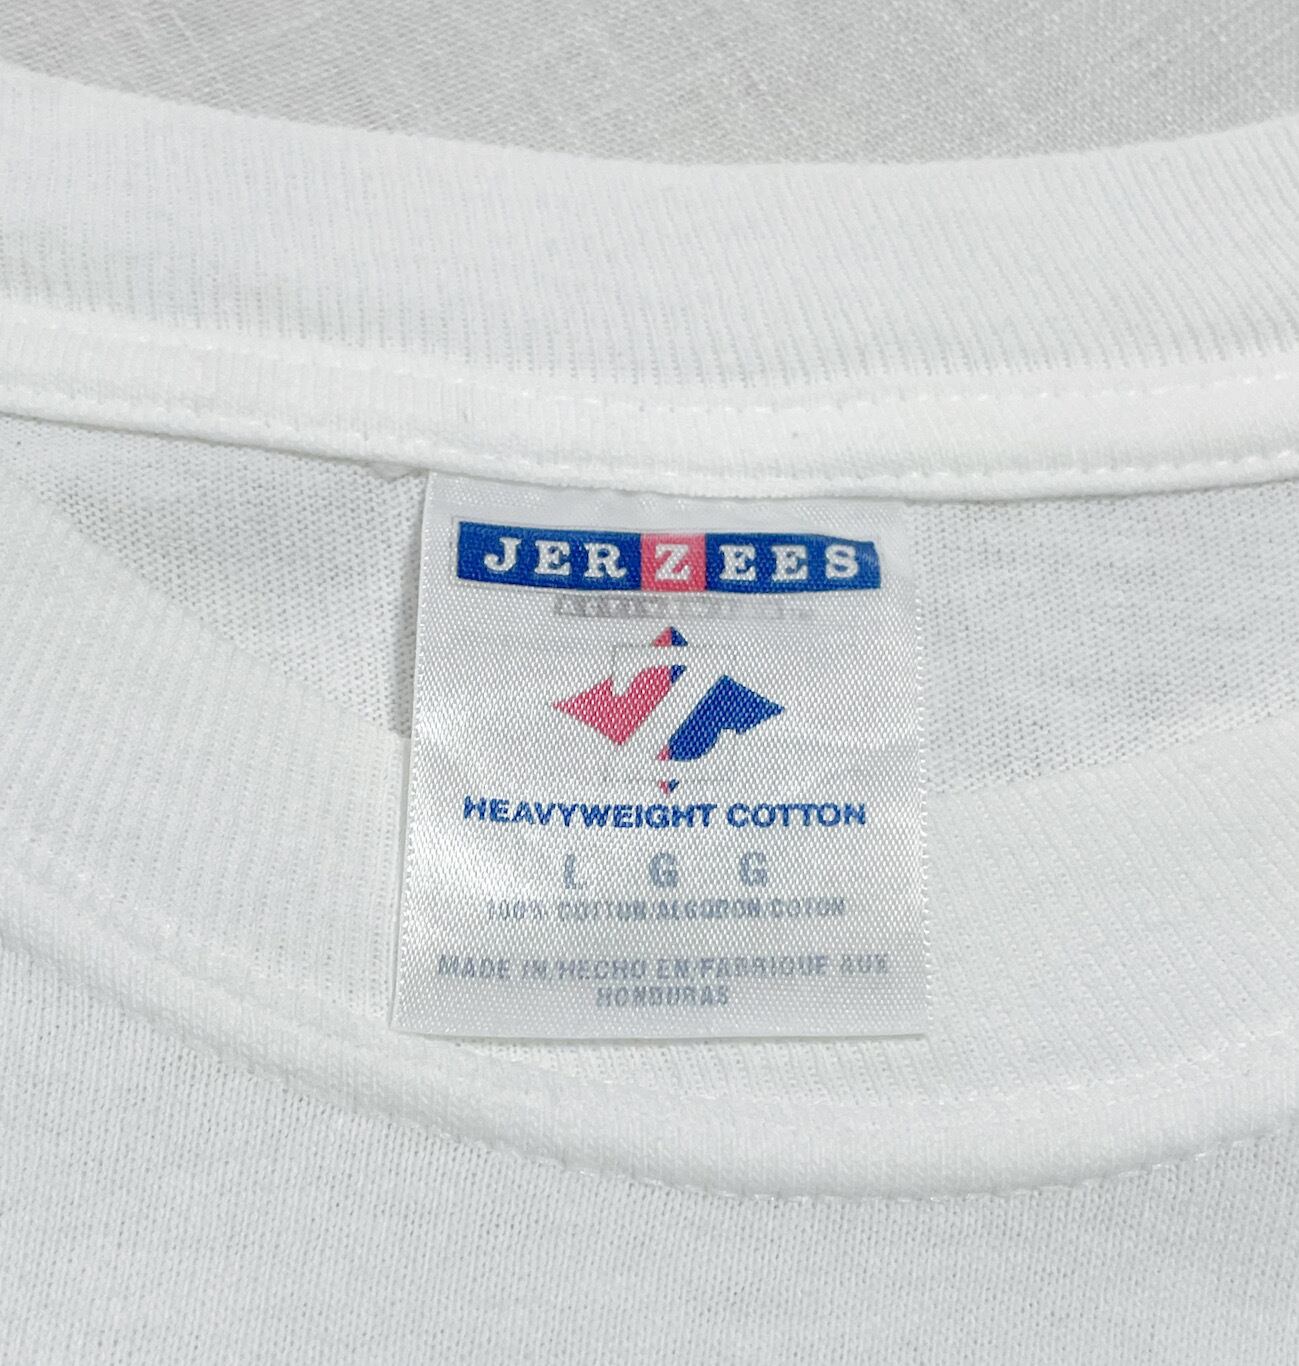 JERZEES
HEAVYWEIGHT COTTON
L G G
100% COTTON/ALGODON/COTON
MADE IN/HECHO EN/FABRIQUE AUX
HONDURAS